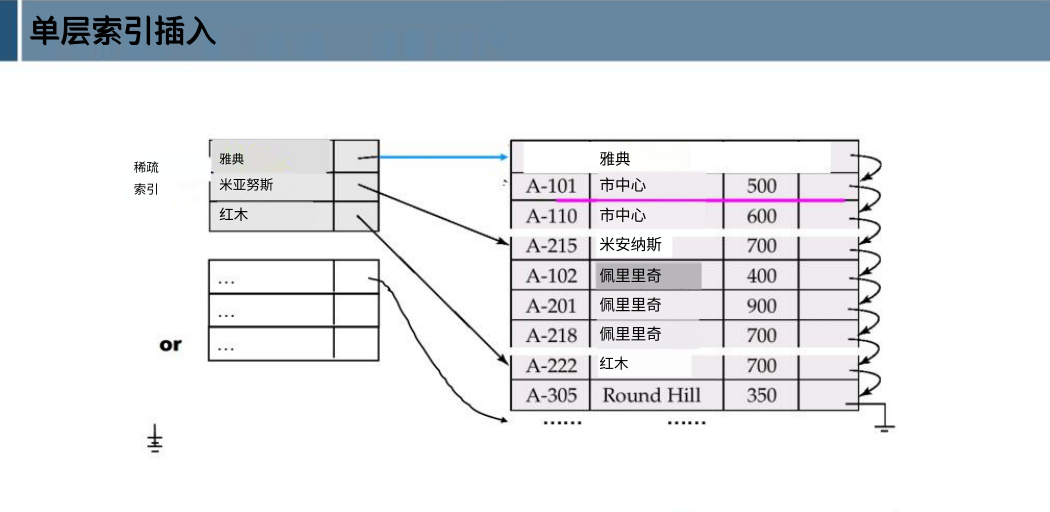 单层索引插入
稀疏
索引
雅典
米亚努斯
红木
...
...
...
or
雅典
A-101 市中心 500
A-110 市中心 600
A-215 米安纳斯 700
A-102 佩里里奇 400
A-201 佩里里奇 900
A-218 佩里里奇 700
A-222 红木 700
A-305 Round Hill 350
...... ......